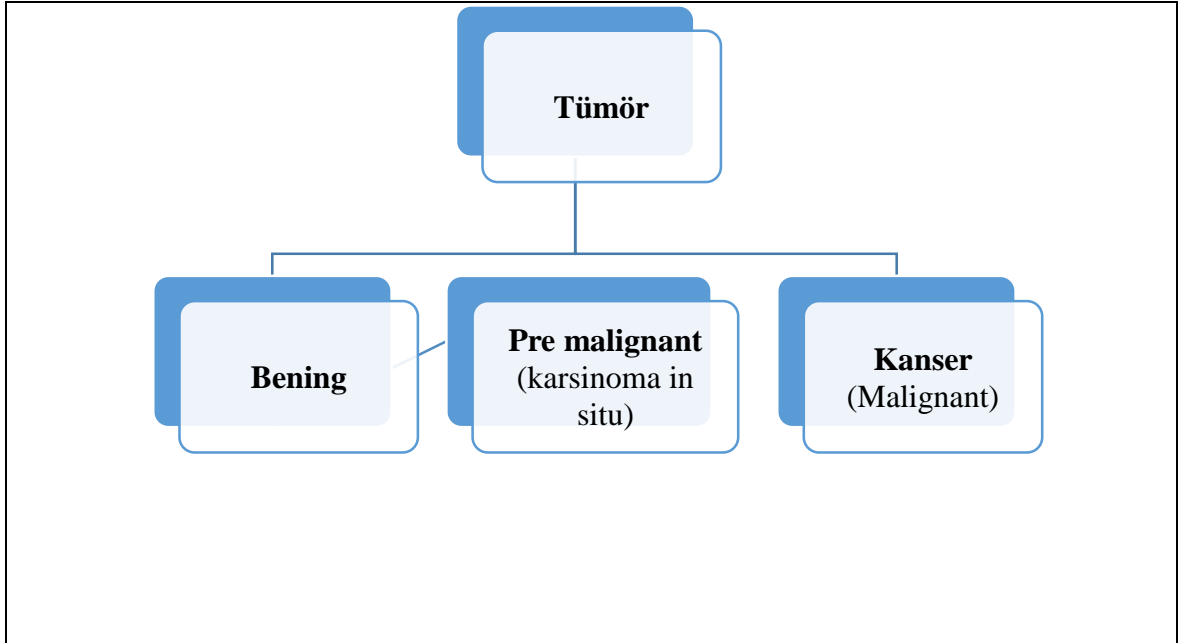 Tümör
Bening
Pre malignant
(karsinoma in
situ)
Kanser
(Malignant)